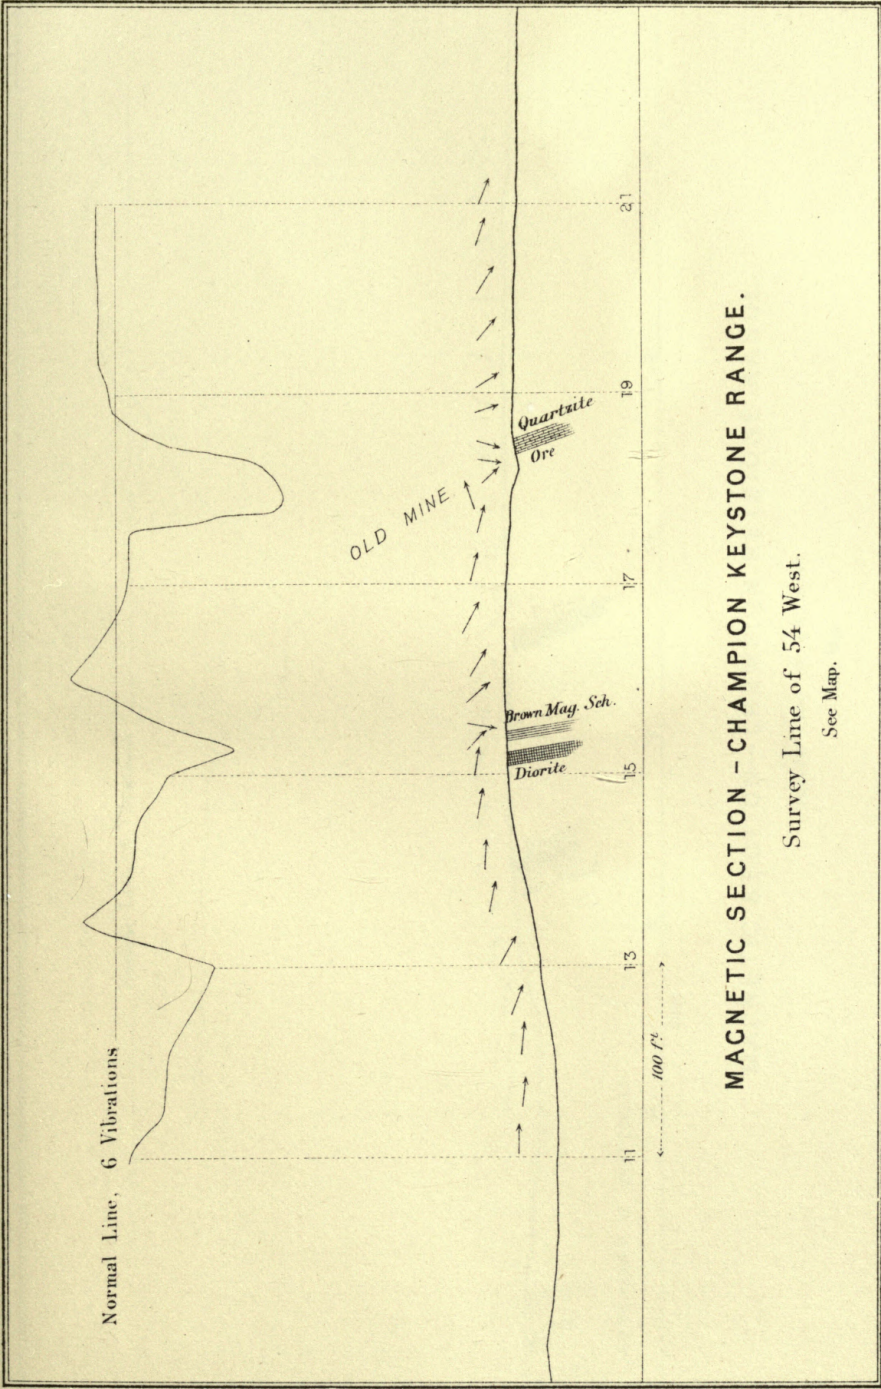 Normal Line, 6 Vibrations
OLD MINE
Brown Mag. Sch.
Diorite
Quartzite
Ore
11 13 15 17 19 21
100 ft
MAGNETIC SECTION - CHAMPION KEYSTONE RANGE.
Survey Line of 54 West.
See Map.